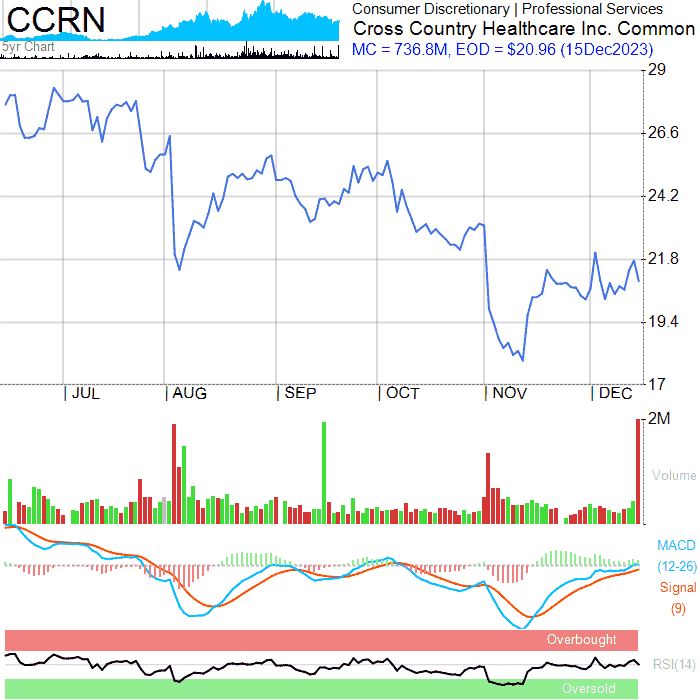 CCRN
5yr Chart
Consumer Discretionary | Professional Services
Cross Country Healthcare Inc. Common
MC = 736.8M, EOD = $20.96 (15Dec2023)
29
26.6
24.2
21.8
19.4
17
| JUL | AUG | SEP | OCT | NOV | DEC
2M
Volume
MACD
(12-26)
Signal
(9)
Overbought
RSI(14)
Oversold